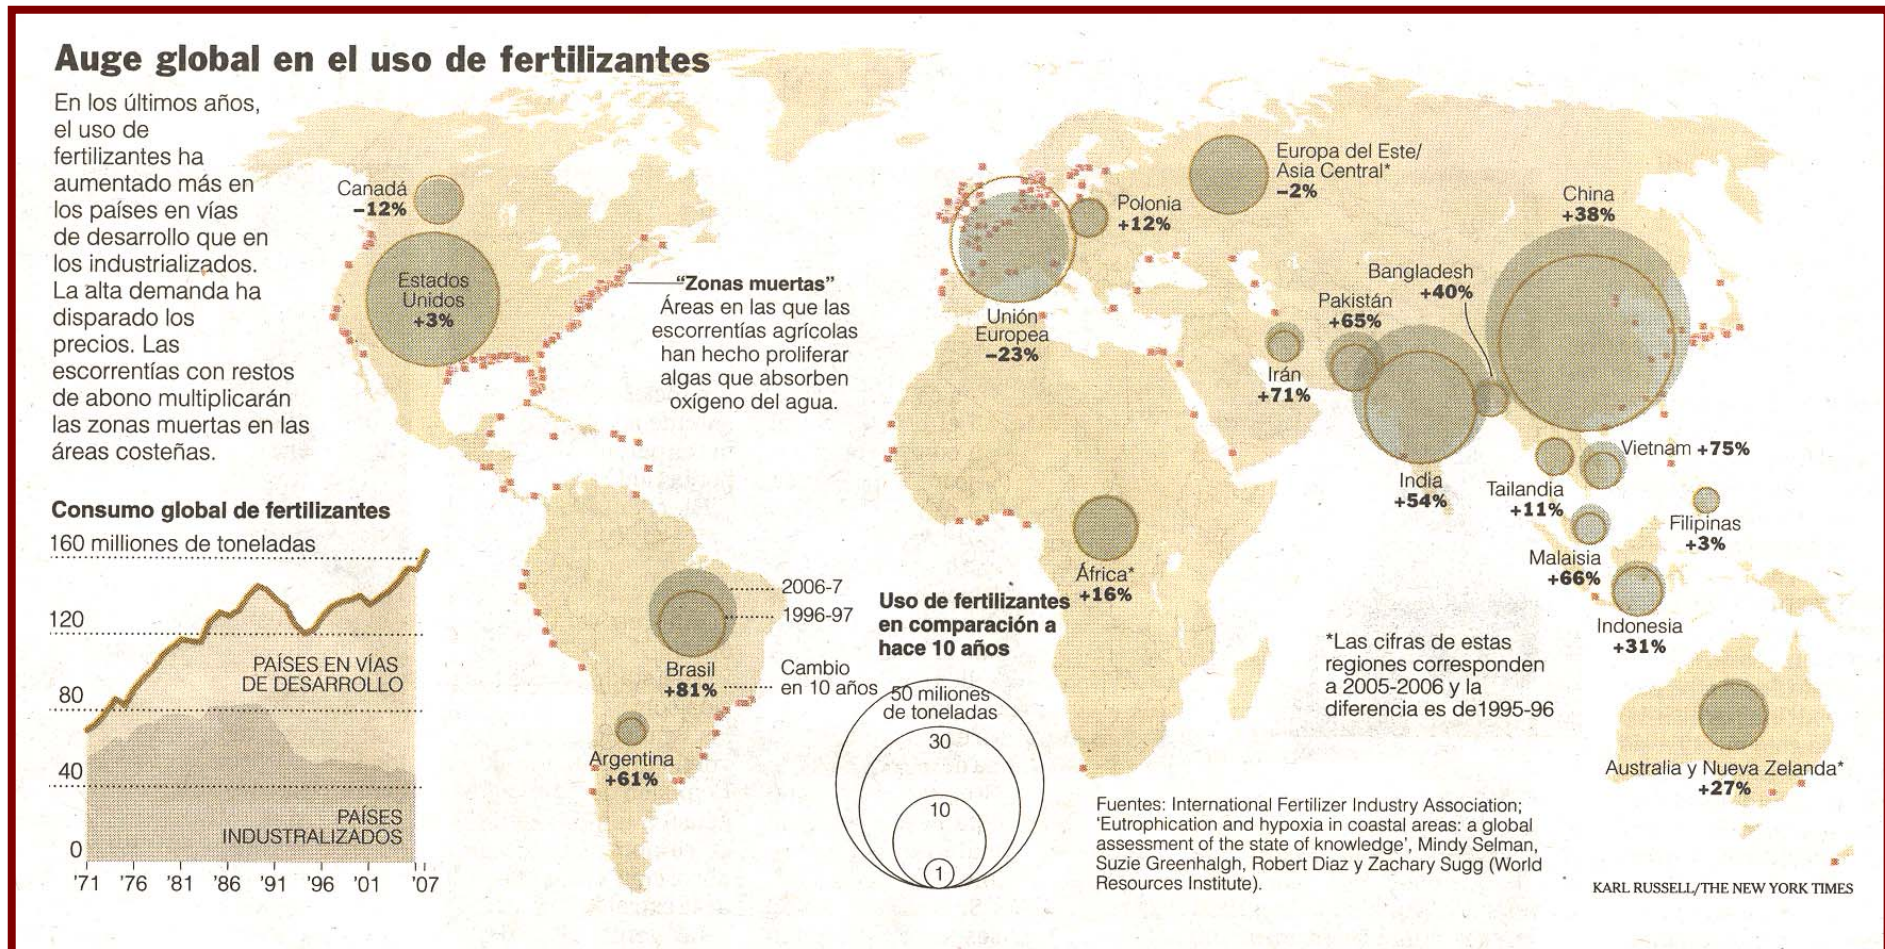 Auge global en el uso de fertilizantes
En los últimos años,
el uso de
fertilizantes ha
aumentado más en
los países en vías
de desarrollo que en
los industrializados.
La alta demanda ha
disparado los
precios. Las
escorrentías con restos
de abono multiplicarán
las zonas muertas en las
áreas costeñas.
Consumo global de fertilizantes
160 milliones de toneladas
120
80
40
0
PAÍSES EN VÍAS
DE DESARROLLO
PAÍSES
INDUSTRALIZADOS
'71 '76 '81 '86 '91 '96 '01 '07
Canadá
–12%
Estados
Unidos
+3%
“Zonas muertas”
Áreas en las que las
escorrentías agrícolas
han hecho proliferar
algas que absorben
oxígeno del agua.
Brasil
+81%
2006-7
1996-97
Cambio
en 10 años
Argentina
+61%
Uso de fertilizantes
en comparación a
hace 10 años
50 miliones
de toneladas
30
10
1
Unión
Europea
–23%
Polonia
+12%
Europa del Este/
Asia Central*
–2%
China
+38%
Bangladesh
+40%
Pakistán
+65%
Irán
+71%
India
+54%
Vietnam +75%
Tailandia
+11%
Filipinas
+3%
Malaisia
+66%
Indonesia
+31%
África*
+16%
*Las cifras de estas
regiones corresponden
a 2005-2006 y la
diferencia es de1995-96
Australia y Nueva Zelanda*
+27%
Fuentes: International Fertilizer Industry Association;
‘Eutrophication and hypoxia in coastal areas: a global
assessment of the state of knowledge’, Mindy Selman,
Suzie Greenhalgh, Robert Diaz y Zachary Sugg (World
Resources Institute).
KARL RUSSELL/THE NEW YORK TIMES